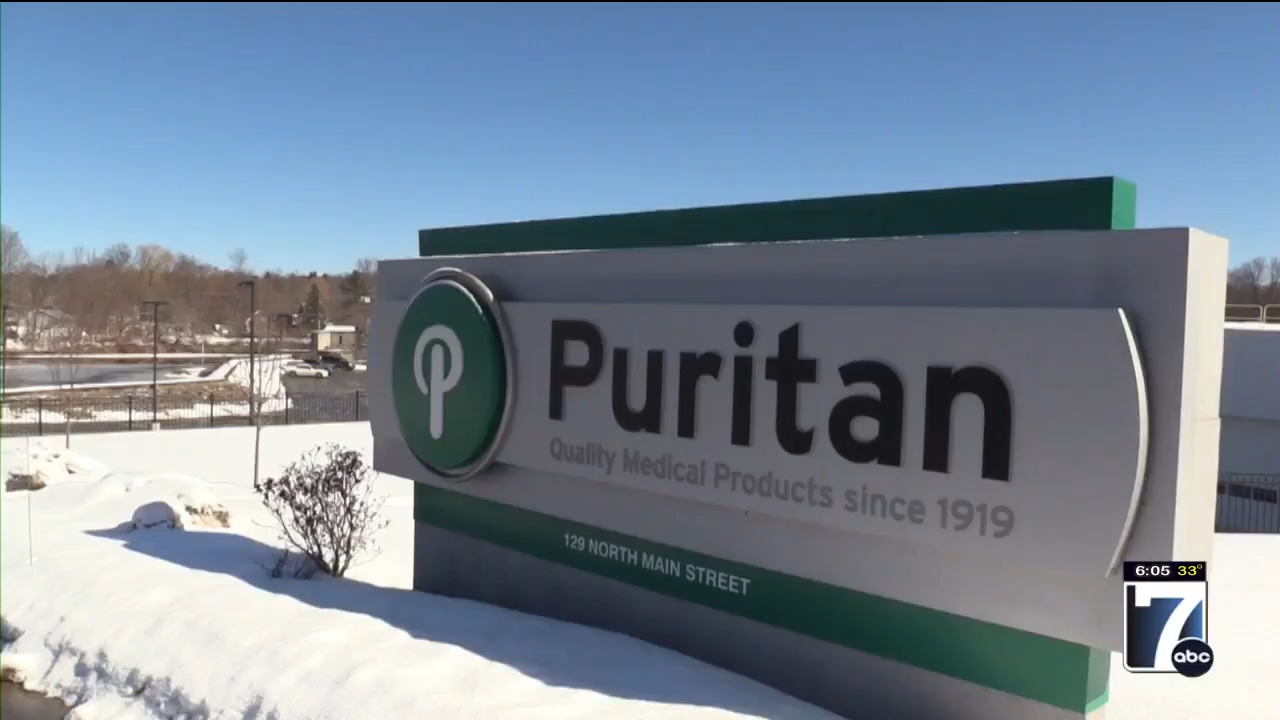 Puritan
Quality Medical Products since 1919
129 NORTH MAIN STREET
6:05 33°
7
abc